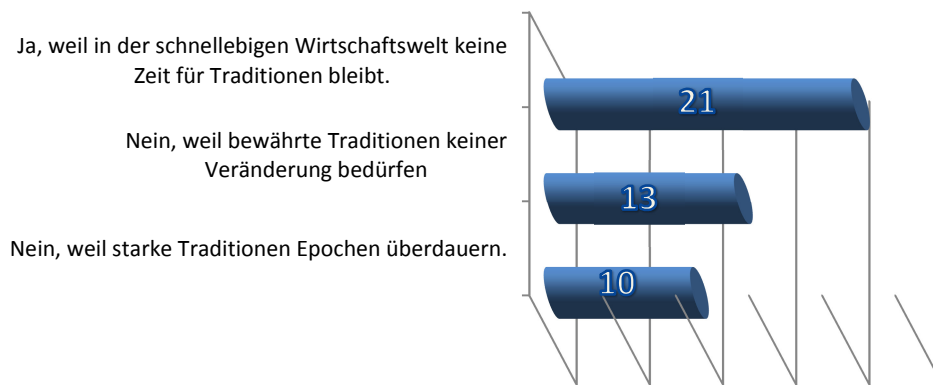 Ja, weil in der schnellebigen Wirtschaftswelt keine
Zeit für Traditionen bleibt.
21
Nein, weil bewährte Traditionen keiner
Veränderung bedürfen
13
Nein, weil starke Traditionen Epochen überdauern.
10